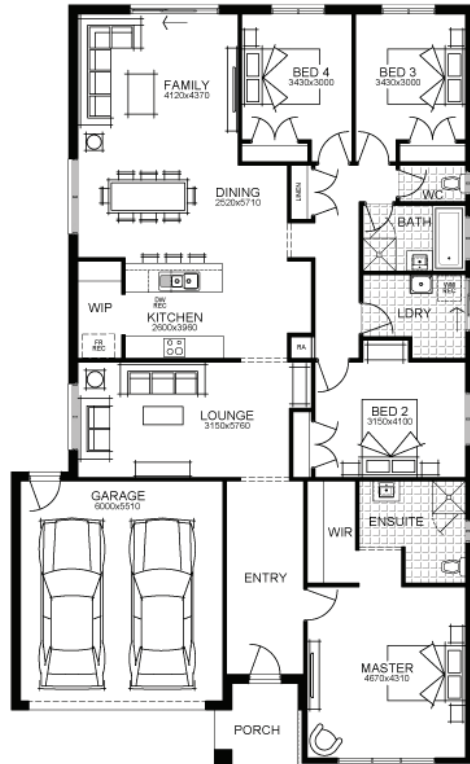 FAMILY
4120x4370
BED 4
3430x3000
BED 3
3430x3000
DINING
2520x5710
LINEN
WC
BATH
WIP
DW
REC
KITCHEN
2600x3960
FR
REC
WM
REC
LDRY
RA
LOUNGE
3150x5760
BED 2
3150x4100
GARAGE
6000x5510
WIR
ENSUITE
ENTRY
MASTER
4670x4310
PORCH